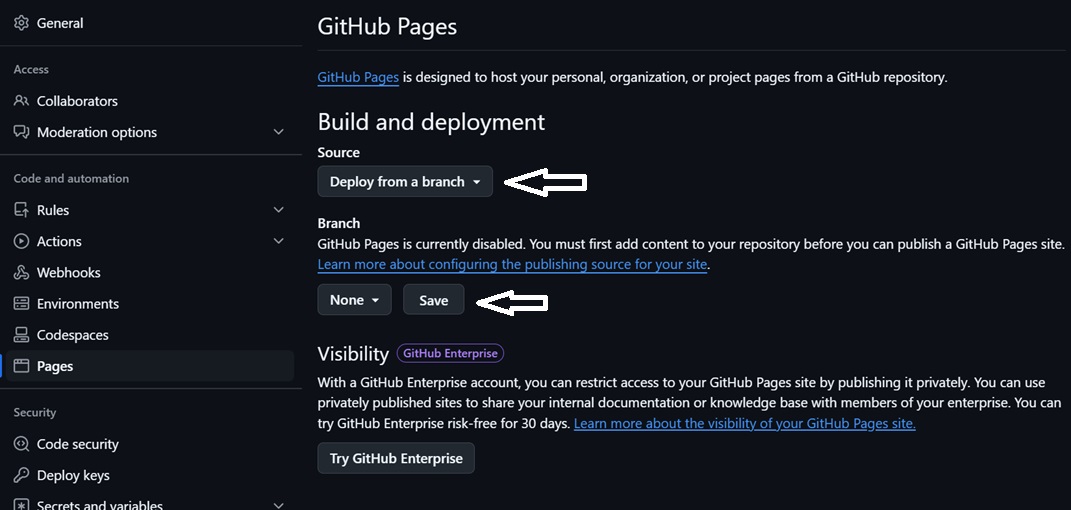 General
Access
Collaborators
Moderation options
Code and automation
Rules
Actions
Webhooks
Environments
Codespaces
Pages
Security
Code security
Deploy keys
Secrets and variables
GitHub Pages
GitHub Pages is designed to host your personal, organization, or project pages from a GitHub repository.
Build and deployment
Source
Deploy from a branch
Branch
GitHub Pages is currently disabled. You must first add content to your repository before you can publish a GitHub Pages site.
Learn more about configuring the publishing source for your site.
None Save
Visibility GitHub Enterprise
With a GitHub Enterprise account, you can restrict access to your GitHub Pages site by publishing it privately. You can use
privately published sites to share your internal documentation or knowledge base with members of your enterprise. You can
try GitHub Enterprise risk-free for 30 days. Learn more about the visibility of your GitHub Pages site.
Try GitHub Enterprise